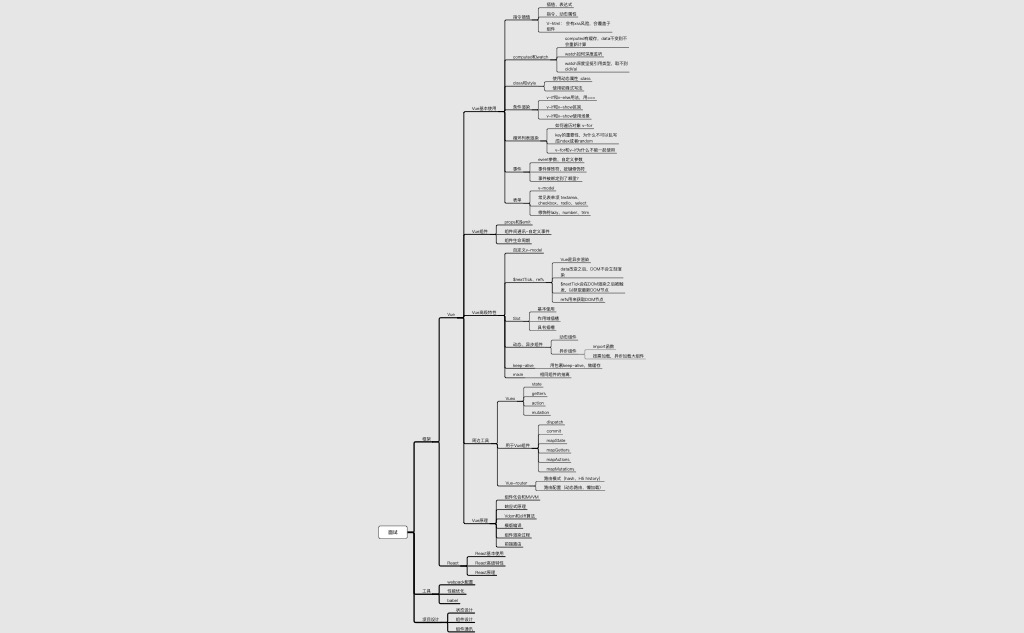 指令插值
插值、表达式
指令、动态属性
v-html: 会有xss风险,会覆盖子
组件
computed和watch
computed有缓存,data不变则不
会重新计算
watch如何深度监听
watch监听引用类型,拿不到
oldVal
class和style
使用动态属性 class
使用驼峰式写法
条件渲染
v-if和v-else用法,用===
v-if和v-show区别
v-if和v-show使用场景
循环列表渲染
如何遍历对象 v-for
key的重要性,为什么不可以乱写
成index或者random
v-for和v-if为什么不能一起使用
事件
event参数,自定义参数
事件修饰符,按键修饰符
事件被绑定到了哪里?
表单
v-model
常见表单项 textarea、
checkbox、radio、select
修饰符lazy、number、trim
Vue基本使用
Vue组件
props和$emit
组件间通讯-自定义事件
组件生命周期
Vue高级特性
自定义v-model
$nextTick、refs
Vue是异步渲染
data改变之后,DOM不会立刻渲
染
$nextTick会在DOM渲染之后被触
发,以获取最新DOM节点
refs用来获取DOM节点
Slot
基本使用
作用域插槽
具名插槽
动态、异步组件
动态组件
异步组件
import函数
按需加载,异步加载大组件
keep-alive
mixin
Vue
周边工具
Vuex
state
getters
action
mutation
用于Vue组件
dispatch
commit
mapState
mapGetters
mapActions
mapMutations
Vue-router
路由模式(hash、H5 history)
路由配置(动态路由、懒加载)
Vue原理
组件化和MVVM
响应式原理
Vdom和diff算法
模板编译
组件渲染过程
前端路由
框架
React
React基本使用
React高级特性
React原理
面试
工具
webpack配置
性能优化
babel
项目设计
状态设计
组件设计
组件通讯